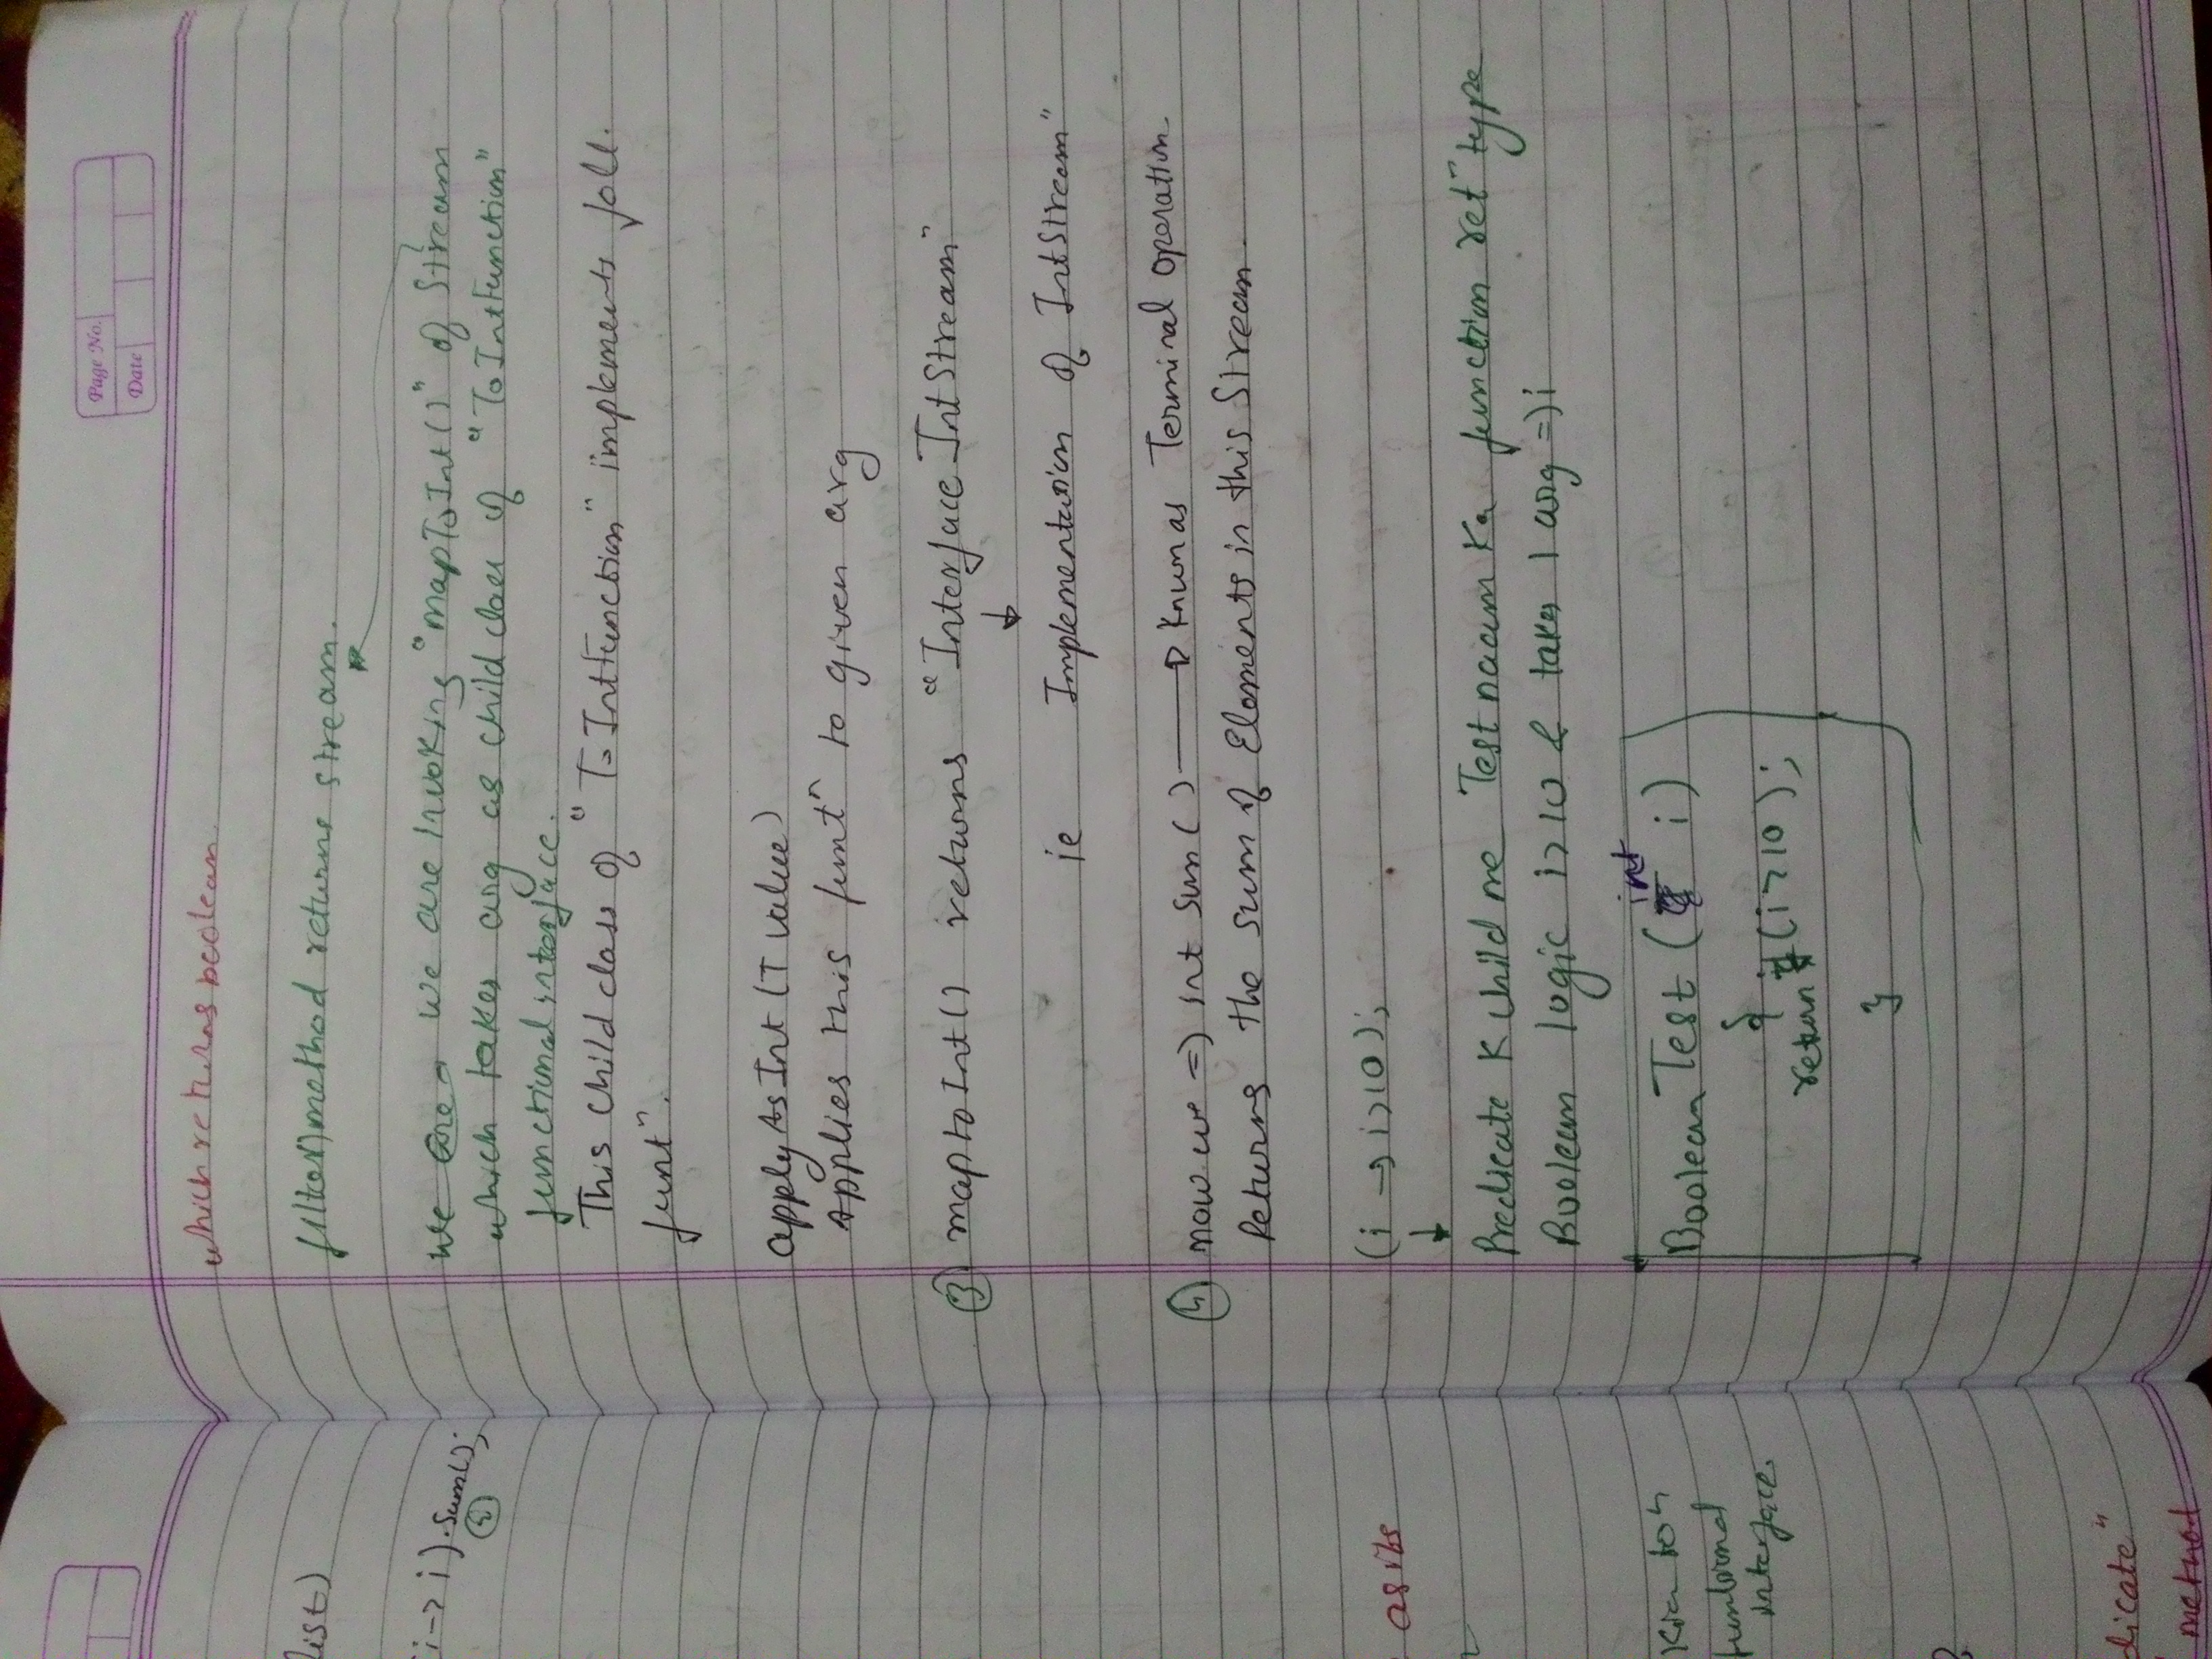 Page No.
Date
list)
i -> i).sum();
②
as its
Kia to
functional
interface.
dicate"
method
which returns boolean.
filter() method returns stream.
we are We are Invoking "mapToInt()" of Stream
which takes arg as child class of "ToIntFunction"
functional interface.
This child class of "ToIntFunction" implements foll.
funtⁿ.
applyAsInt (T value)
Applies this funtⁿ to given arg
③ maptoInt() returns "Interface IntStream"
↓
ie Implementation of IntStream"
④ now we => int sum() → Known as Terminal operation.
Returns the sum of Elements in this Stream.
(i → i>10);
↓
Predicate K child me Test naam Ka function retⁿ type
Boolean logic i>10 & takes 1 arg => i
int
Boolean Test ( i)
{
return (i>10);
}